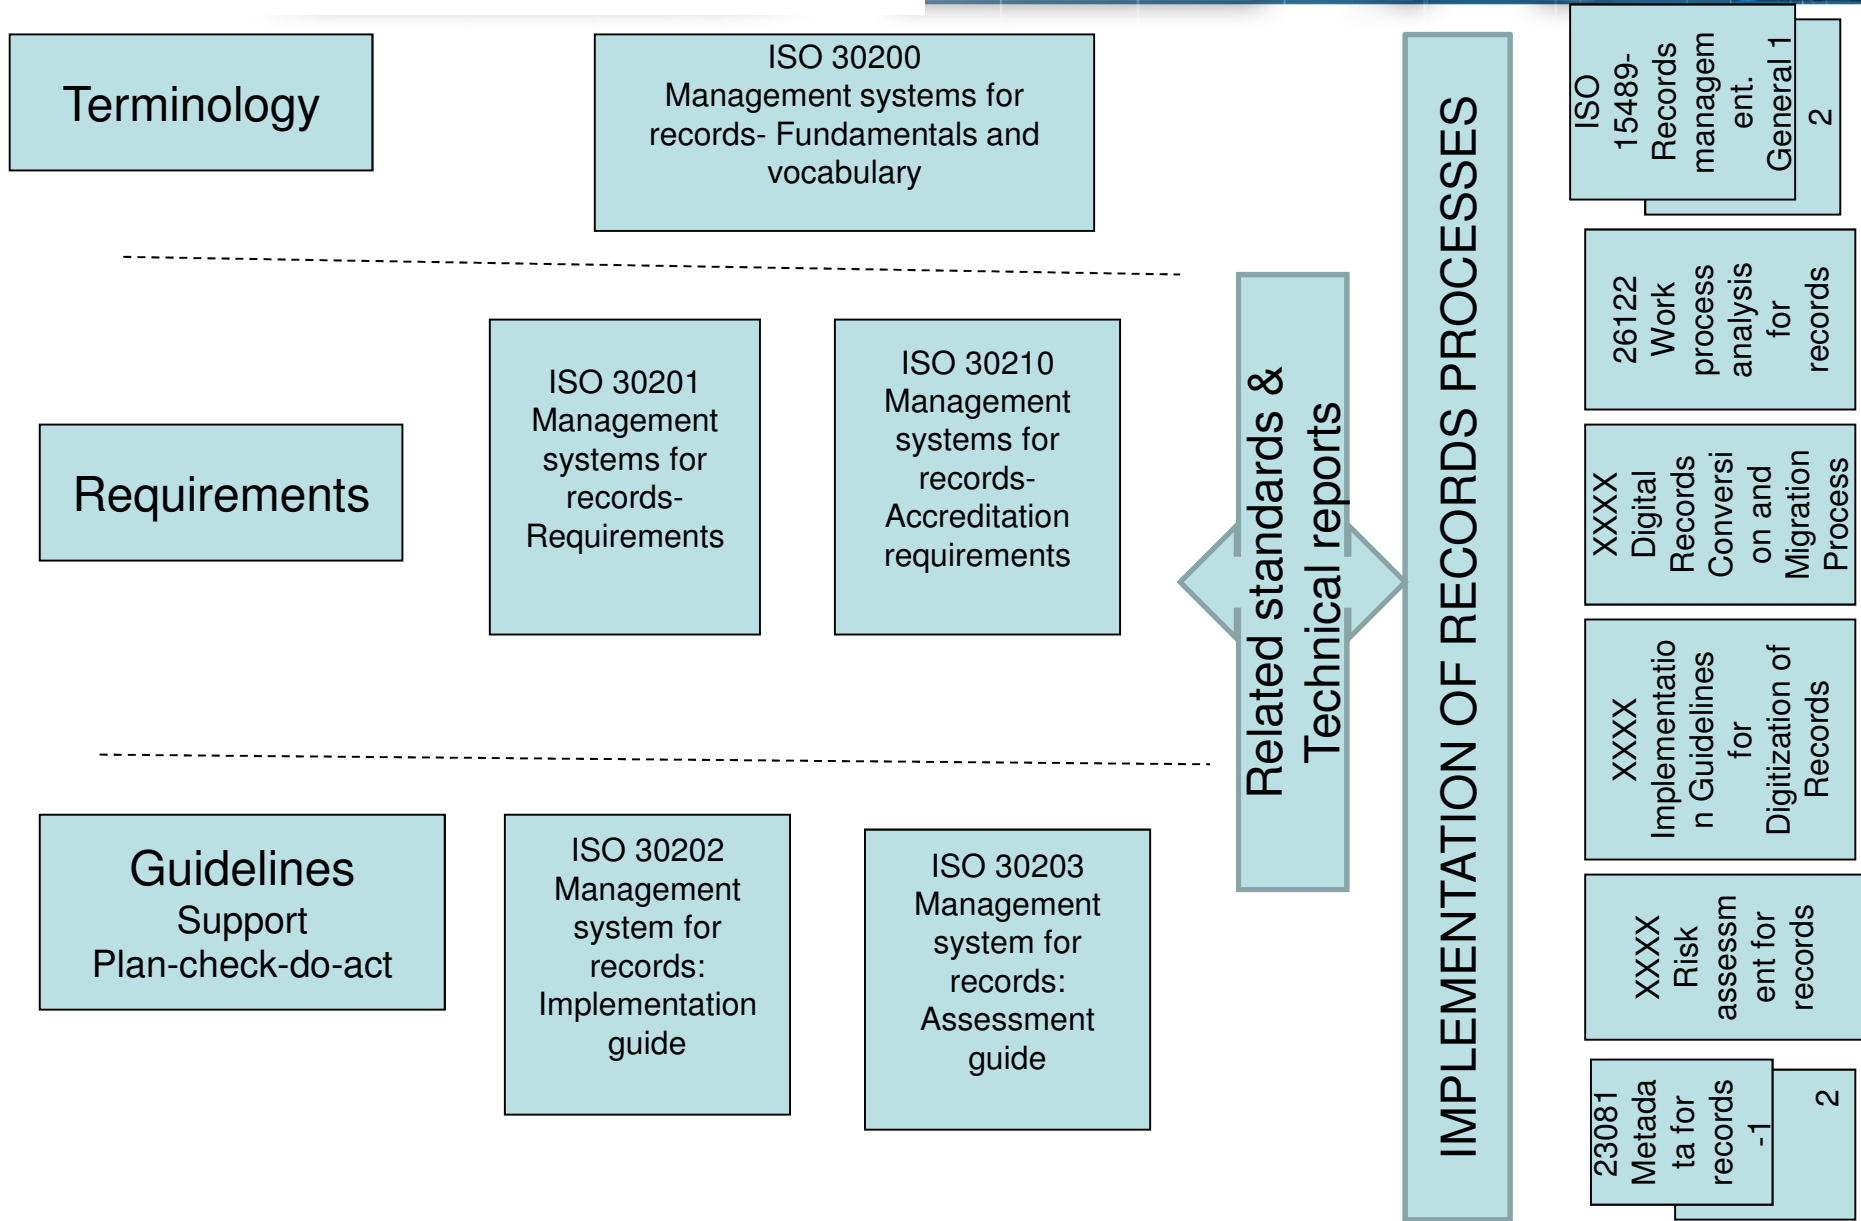 Terminology
ISO 30200
Management systems for
records- Fundamentals and
vocabulary
Requirements
ISO 30201
Management
systems for
records-
Requirements
ISO 30210
Management
systems for
records-
Accreditation
requirements
Guidelines
Support
Plan-check-do-act
ISO 30202
Management
system for
records:
Implementation
guide
ISO 30203
Management
system for
records:
Assessment
guide
Related standards &
Technical reports
IMPLEMENTATION OF RECORDS PROCESSES
ISO
15489-
Records
managem
ent.
General 1
2
26122
Work
process
analysis
for
records
XXXX
Digital
Records
Conversi
on and
Migration
Process
XXXX
Implementatio
n Guidelines
for
Digitization of
Records
XXXX
Risk
assessm
ent for
records
23081
Metada
ta for
records
-1
2